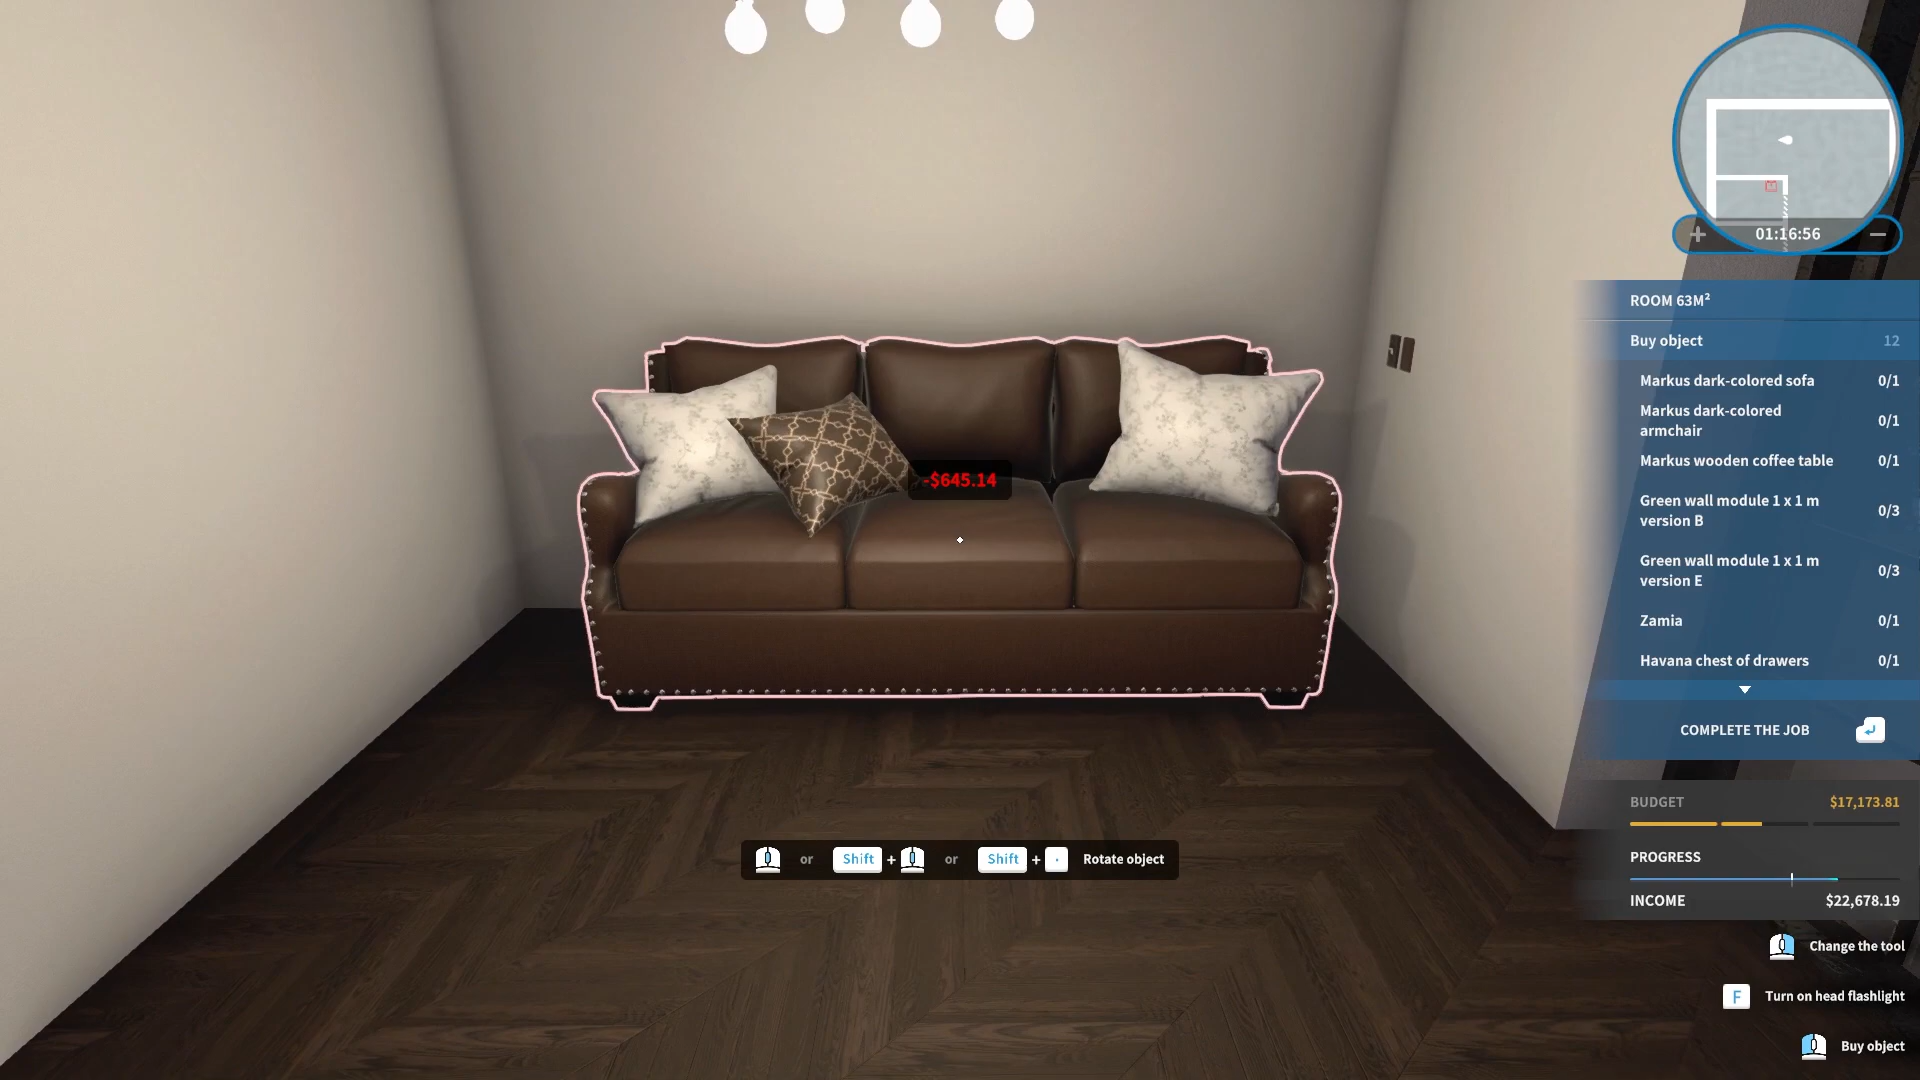 01:16:56
ROOM 63M²
Buy object 12
Markus dark-colored sofa 0/1
Markus dark-colored
armchair 0/1
Markus wooden coffee table 0/1
Green wall module 1 x 1 m
version B 0/3
Green wall module 1 x 1 m
version E 0/3
Zamia 0/1
Havana chest of drawers 0/1
COMPLETE THE JOB
-$645.14
BUDGET $17,173.81
PROGRESS
INCOME $22,678.19
or Shift + or Shift + · Rotate object
Change the tool
F Turn on head flashlight
Buy object